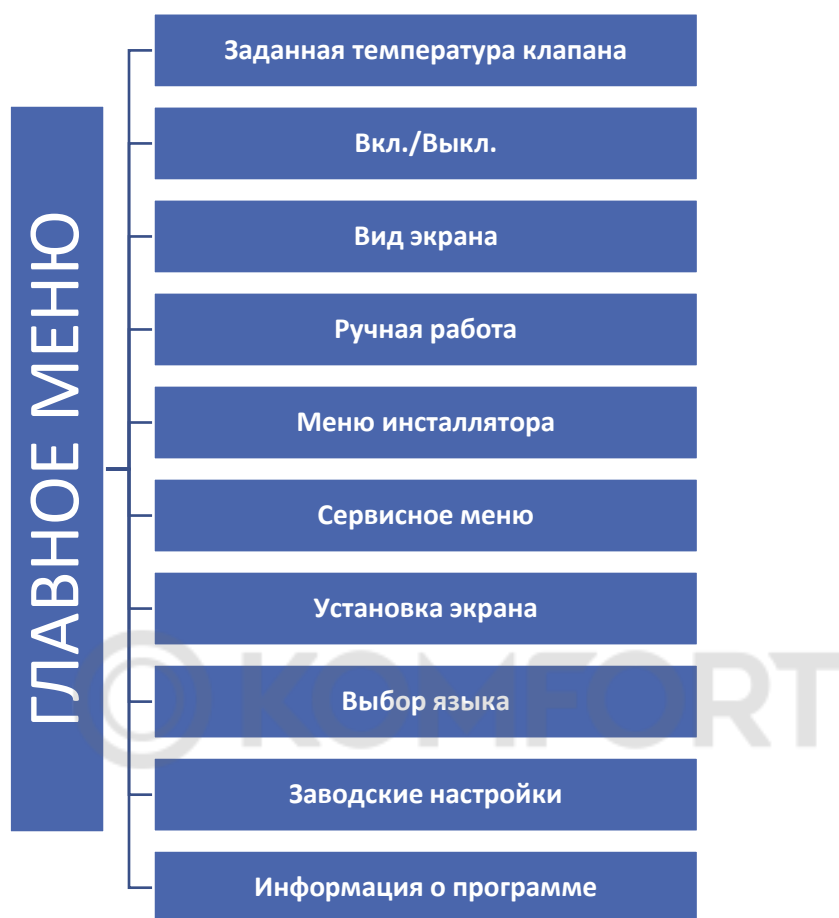 ГЛАВНОЕ МЕНЮ
Заданная температура клапана
Вкл./Выкл.
Вид экрана
Ручная работа
Меню инсталлятора
Сервисное меню
Установка экрана
Выбор языка
Заводские настройки
Информация о программе
KOMFORT